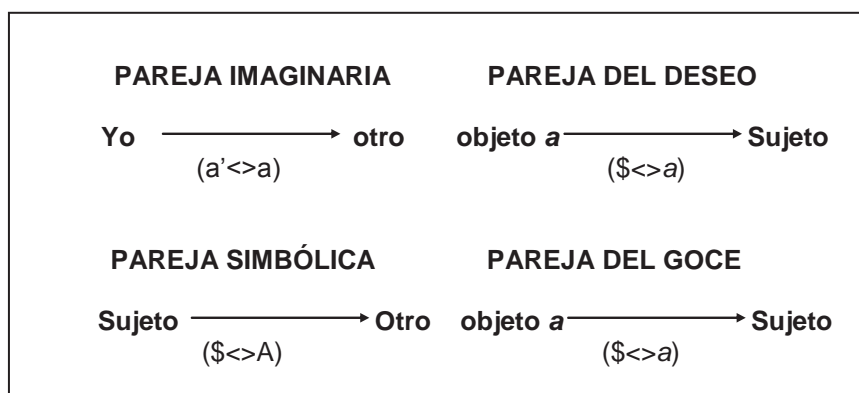 PAREJA IMAGINARIA PAREJA DEL DESEO
Yo otro objeto a Sujeto
(a'<>a) ($<>a)
PAREJA SIMBÓLICA PAREJA DEL GOCE
Sujeto Otro objeto a Sujeto
($<>A) ($<>a)